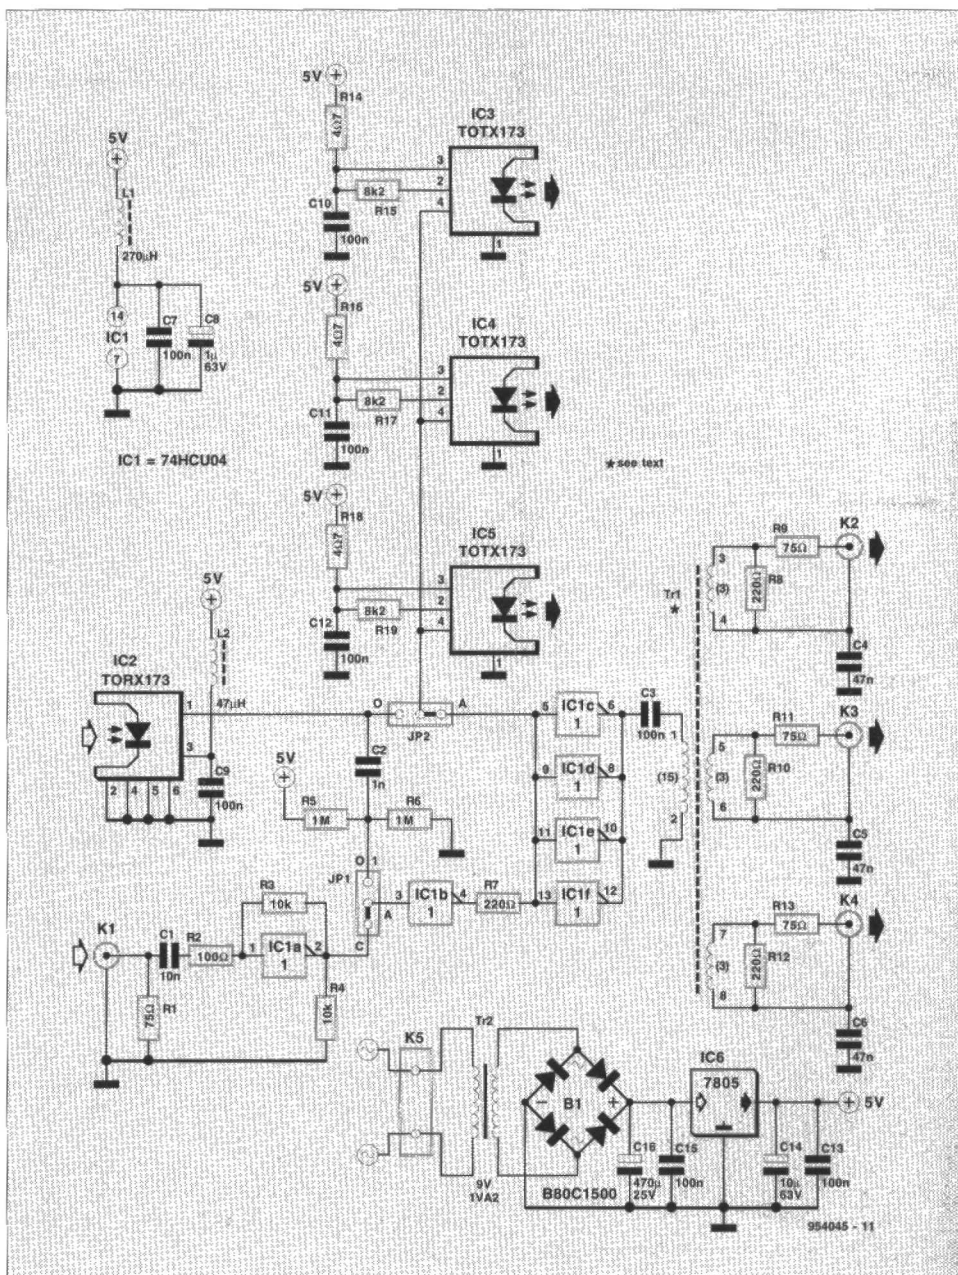 5V
R14
4Ω7
IC3
TOTX173
3
2
4
8k2
R15
C10
100n
1
5V
L1
270µH
14
IC1
7
C7
100n
C8
1µ
63V
IC1 = 74HCU04
5V
R16
4Ω7
IC4
TOTX173
3
2
4
8k2
R17
C11
100n
1
* see text
5V
R18
4Ω7
IC5
TOTX173
3
2
4
8k2
R19
C12
100n
1
5V
L2
47µH
IC2
TORX173
1
3
2 4 5 6
C9
100n
O
A
JP2
C2
1n
5V
R5
1M
R6
1M
O 1
JP1
A
C
3
IC1b
1
4
R7
220Ω
5
IC1c
1
6
9
IC1d
1
8
11
IC1e
1
10
13
IC1f
1
12
C3
100n
1
(15)
2
Tr1
*
3
(3)
4
R9
75Ω
R8
220Ω
K2
C4
47n
5
(3)
6
R11
75Ω
R10
220Ω
K3
C5
47n
7
(3)
8
R13
75Ω
R12
220Ω
K4
C6
47n
K1
C1
10n
R2
100Ω
R3
10k
1
IC1a
1
2
R1
75Ω
R4
10k
K5
Tr2
9V
1VA2
B1
− +
B80C1500
C16
470µ
25V
C15
100n
IC6
7805
C14
10µ
63V
C13
100n
5V
954045 - 11